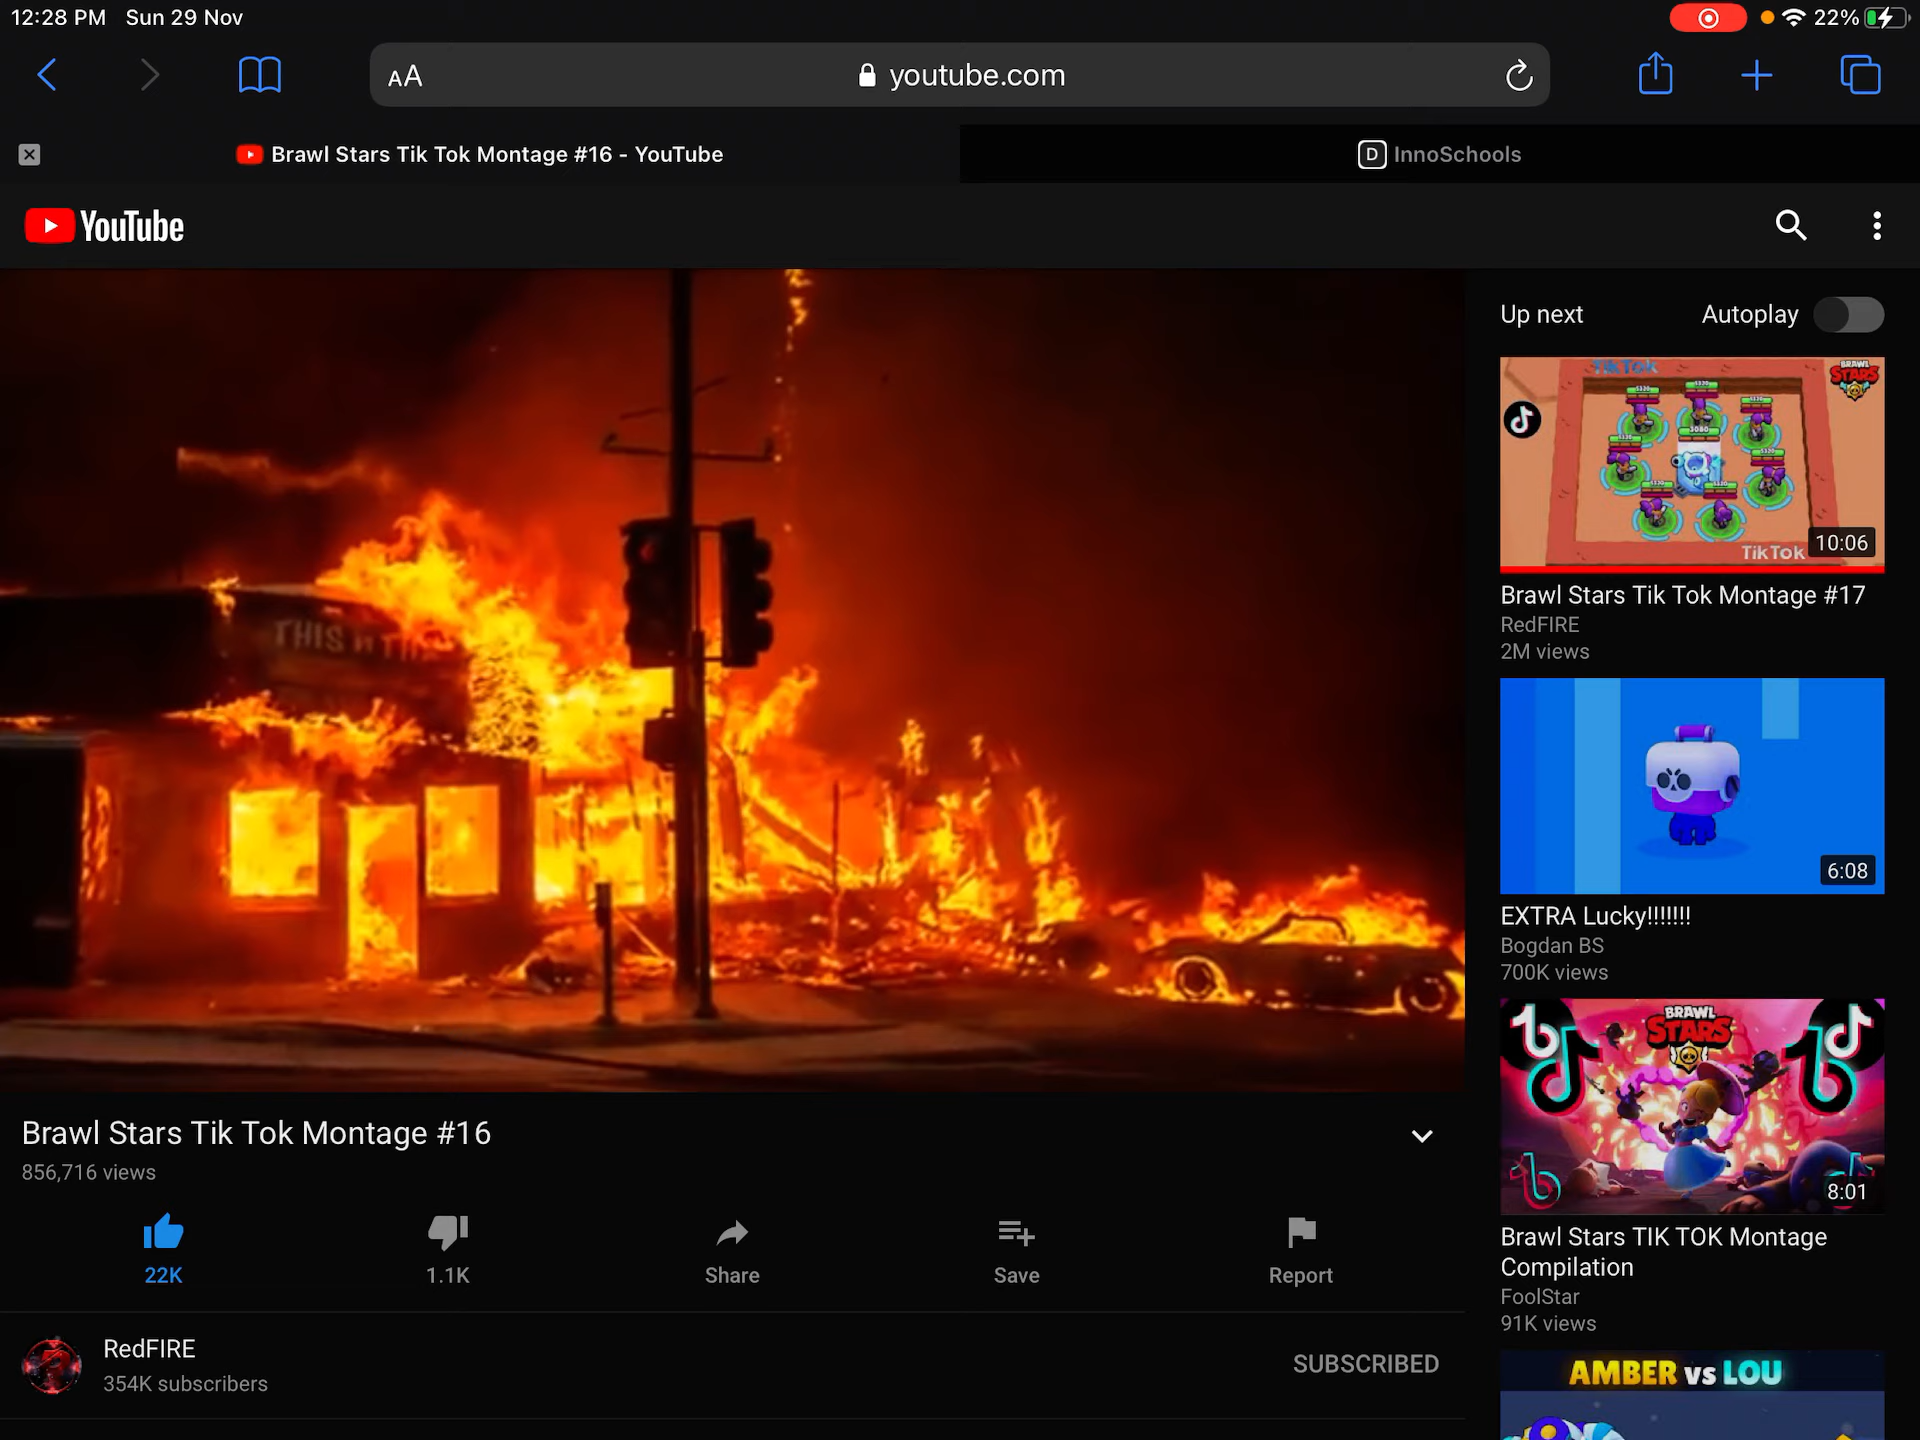 12:28 PM Sun 29 Nov
22%
AA
youtube.com
Brawl Stars Tik Tok Montage #16 - YouTube
D InnoSchools
YouTube
THIS
Up next
Autoplay
TikTok
BRAWL STARS
TikTok
10:06
Brawl Stars Tik Tok Montage #17
RedFIRE
2M views
6:08
EXTRA Lucky!!!!!!!
Bogdan BS
700K views
BRAWL
STARS
8:01
Brawl Stars TIK TOK Montage
Compilation
FoolStar
91K views
AMBER vs LOU
Brawl Stars Tik Tok Montage #16
856,716 views
22K
1.1K
Share
Save
Report
RedFIRE
354K subscribers
SUBSCRIBED